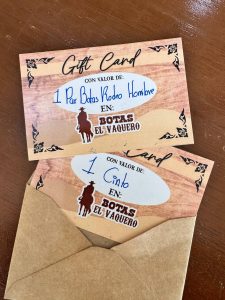 Gift Card
CON VALOR DE:
1 Par Botas Rodeo Hombre
EN:
BOTAS
EL VAQUERO
Card
CON VALOR DE:
1 Cinto
EN:
BOTAS
EL VAQUERO